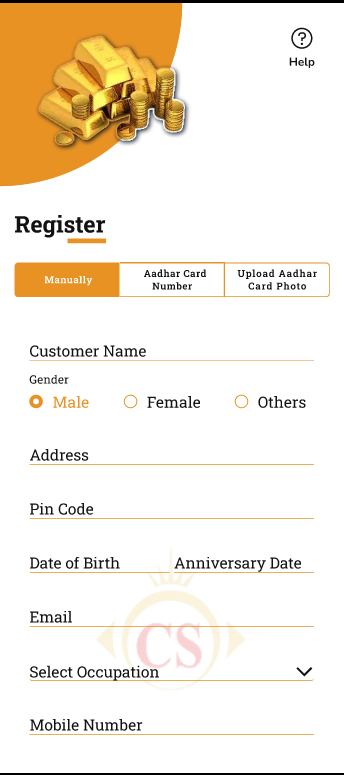 Help
Register
Manually
Aadhar Card
Number
Upload Aadhar
Card Photo
Customer Name
Gender
Male
Female
Others
Address
Pin Code
Date of Birth
Anniversary Date
Email
CS
Select Occupation
Mobile Number